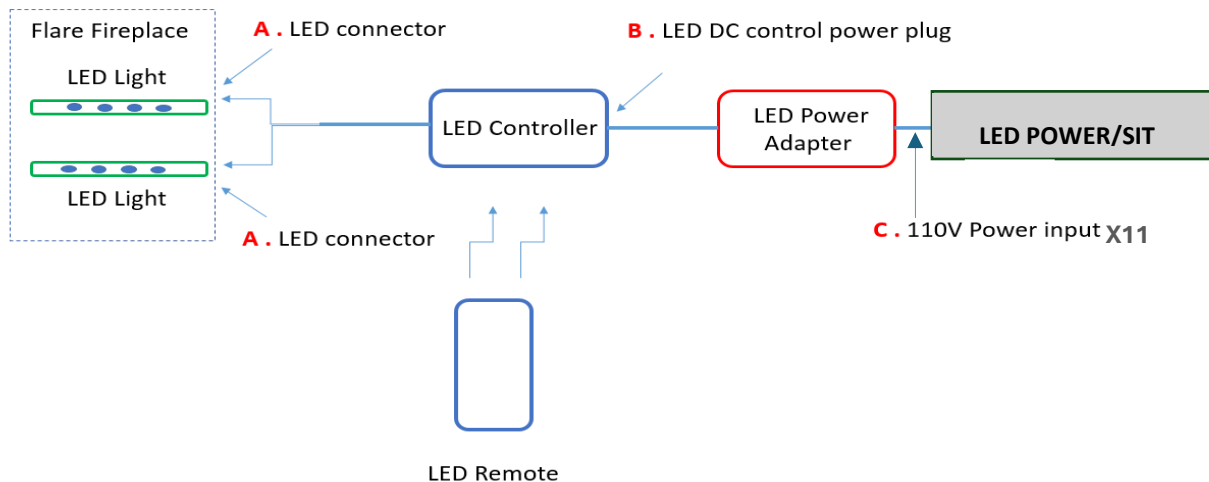 Flare Fireplace
A . LED connector
B . LED DC control power plug
LED Light
LED Controller
LED Power
Adapter
LED POWER/SIT
LED Light
A . LED connector
C . 110V Power input X11
LED Remote